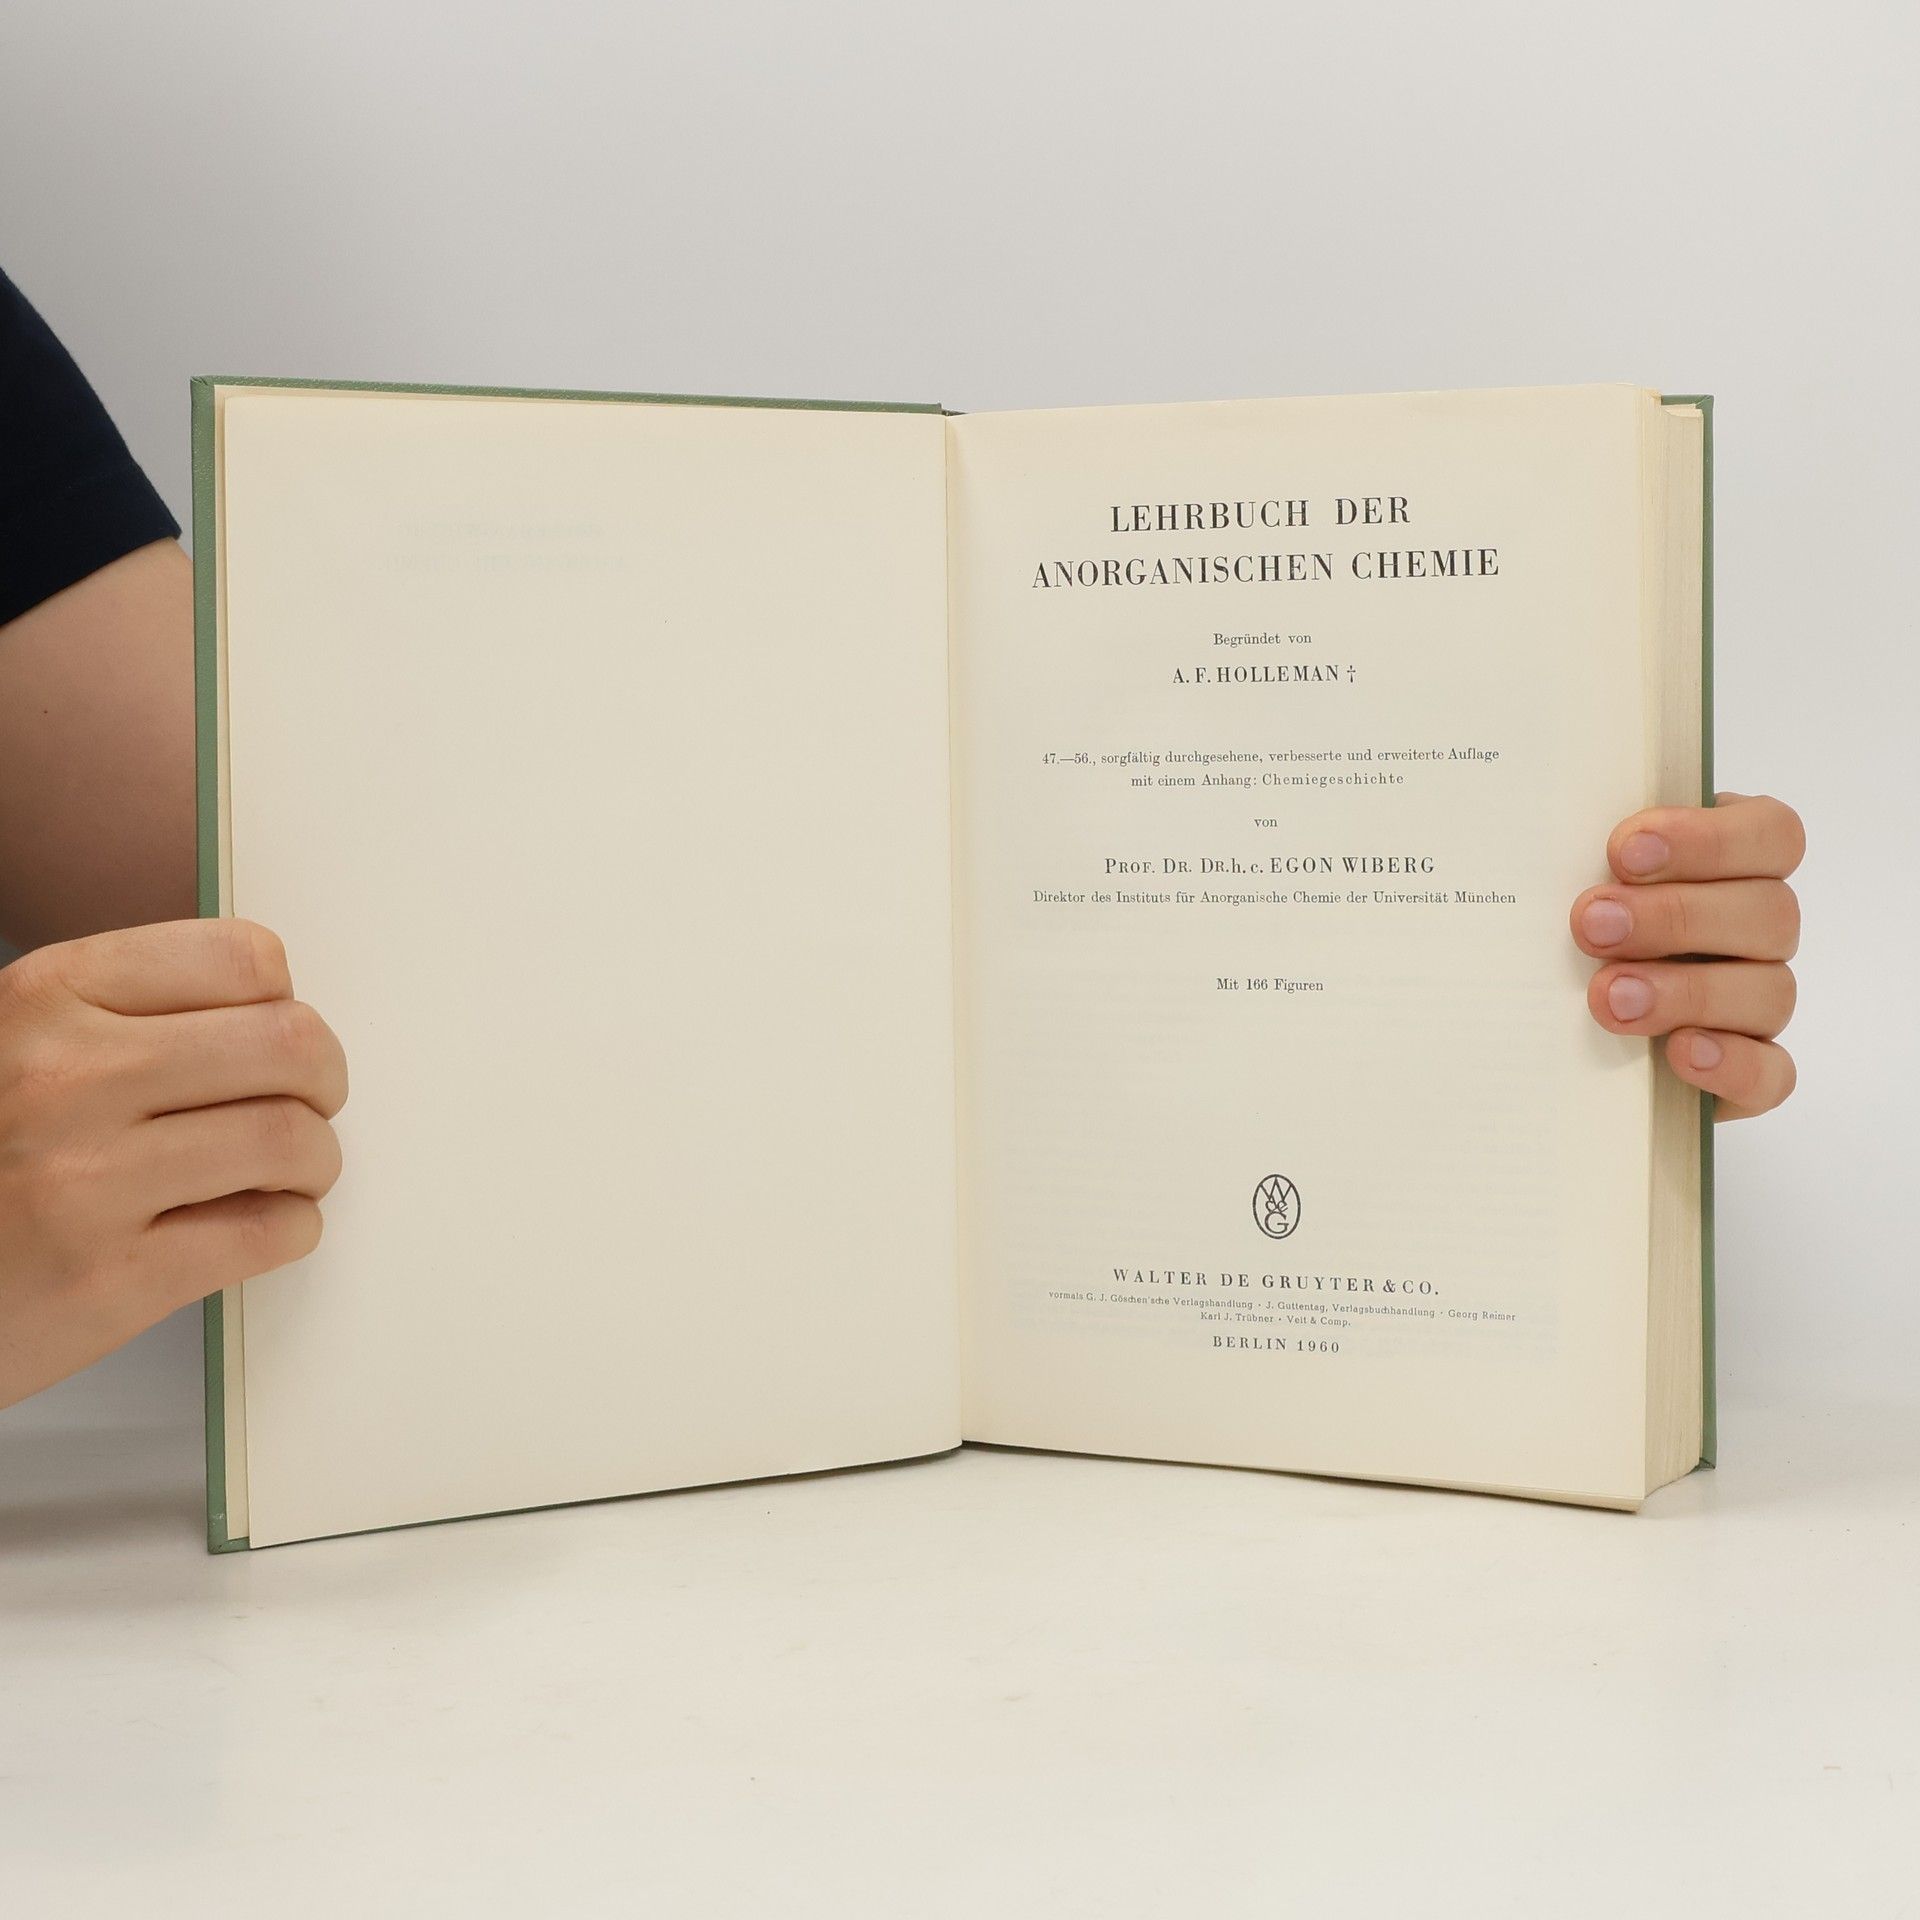 LEHRBUCH DER
ANORGANISCHEN CHEMIE
Begründet von
A. F. HOLLEMAN †
47.—56., sorgfältig durchgesehene, verbesserte und erweiterte Auflage
mit einem Anhang: Chemiegeschichte
von
PROF. DR. DR.h.c. EGON WIBERG
Direktor des Instituts für Anorganische Chemie der Universität München
Mit 166 Figuren
W de G
WALTER DE GRUYTER & CO.
vormals G. J. Göschen'sche Verlagshandlung · J. Guttentag, Verlagsbuchhandlung · Georg Reimer
Karl J. Trübner · Veit & Comp.
BERLIN 1960